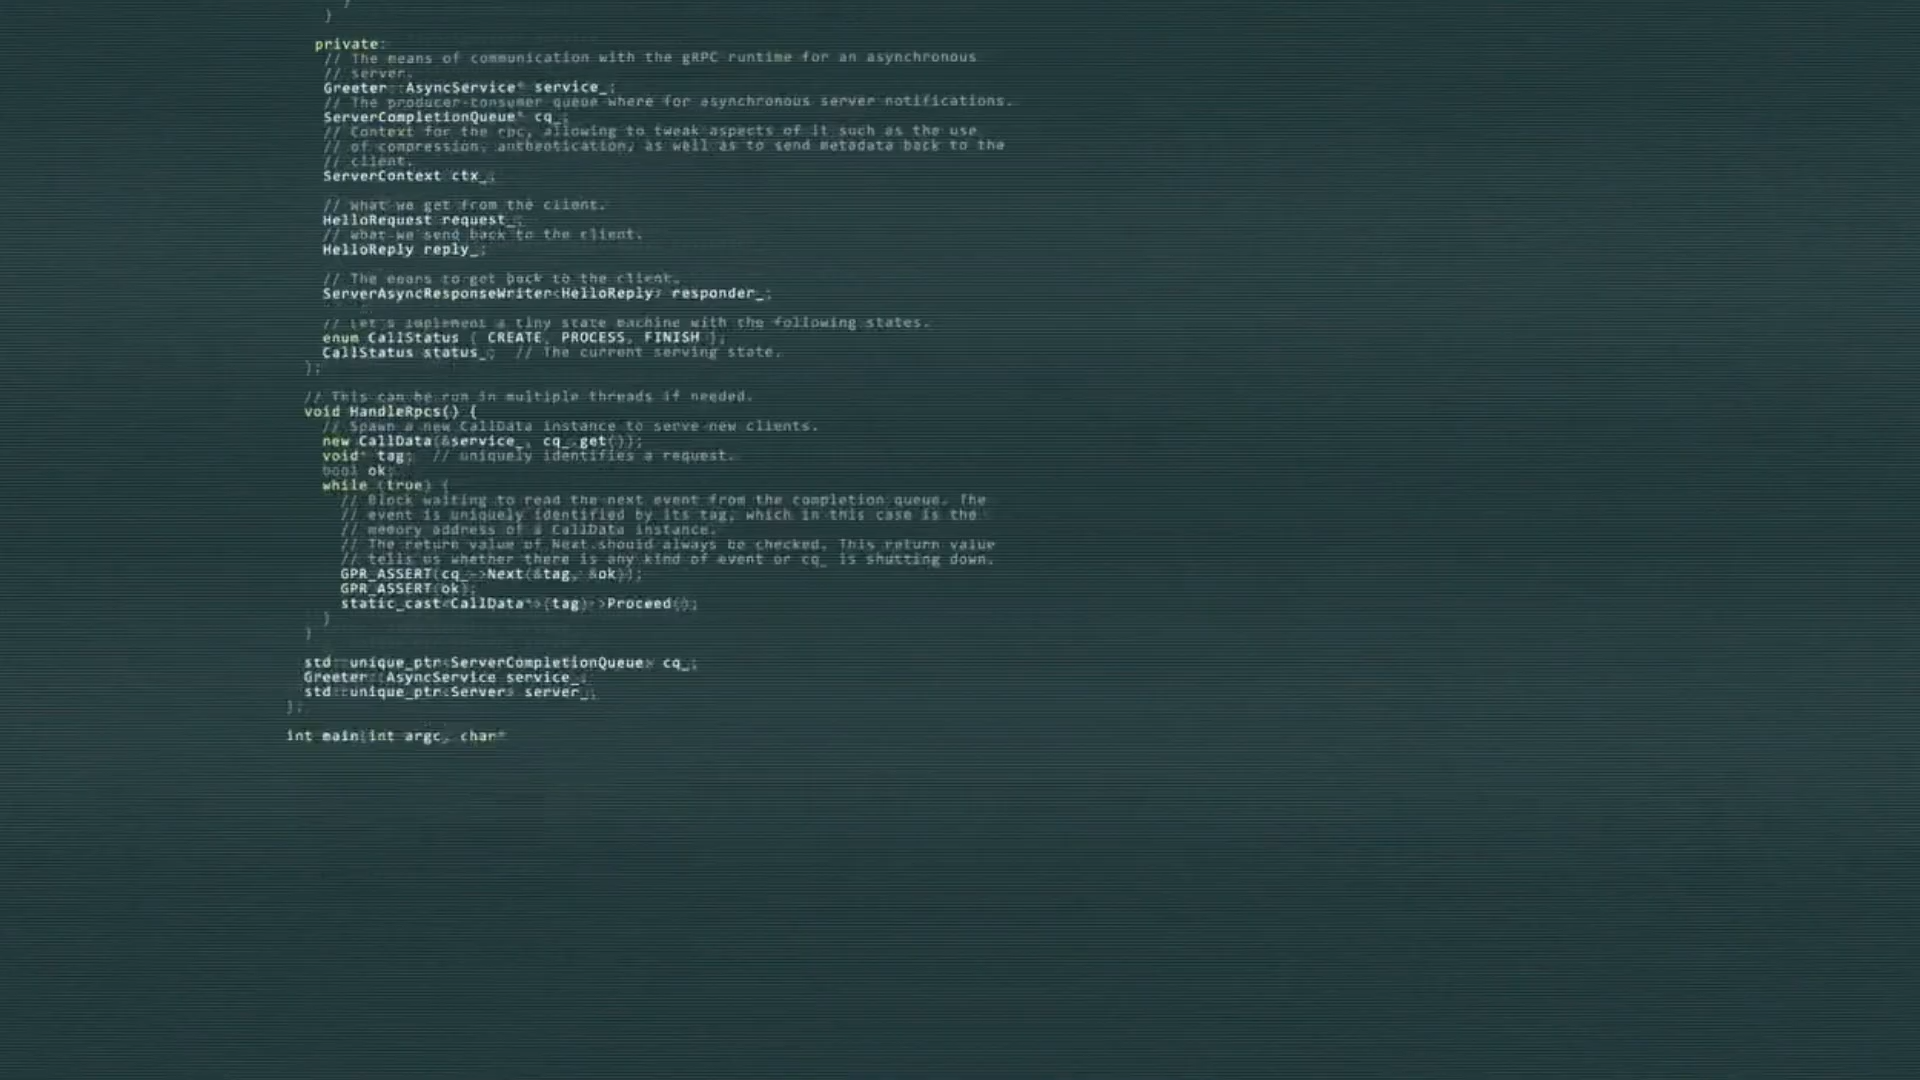 }
}
private:
// The means of communication with the gRPC runtime for an asynchronous
// server.
Greeter::AsyncService* service_;
// The producer-consumer queue where for asynchronous server notifications.
ServerCompletionQueue* cq_;
// Context for the rpc, allowing to tweak aspects of it such as the use
// of compression, authentication, as well as to send metadata back to the
// client.
ServerContext ctx_;
// What we get from the client.
HelloRequest request_;
// What we send back to the client.
HelloReply reply_;
// The means to get back to the client.
ServerAsyncResponseWriter<HelloReply> responder_;
// Let's implement a tiny state machine with the following states.
enum CallStatus { CREATE, PROCESS, FINISH };
CallStatus status_;  // The current serving state.
};
// This can be run in multiple threads if needed.
void HandleRpcs() {
// Spawn a new CallData instance to serve new clients.
new CallData(&service_, cq_.get());
void* tag;  // uniquely identifies a request.
bool ok;
while (true) {
// Block waiting to read the next event from the completion queue. The
// event is uniquely identified by its tag, which in this case is the
// memory address of a CallData instance.
// The return value of Next should always be checked. This return value
// tells us whether there is any kind of event or cq_ is shutting down.
GPR_ASSERT(cq_->Next(&tag, &ok));
GPR_ASSERT(ok);
static_cast<CallData*>(tag)->Proceed();
}
}
std::unique_ptr<ServerCompletionQueue> cq_;
Greeter::AsyncService service_;
std::unique_ptr<Server> server_;
};
int main(int argc, char*